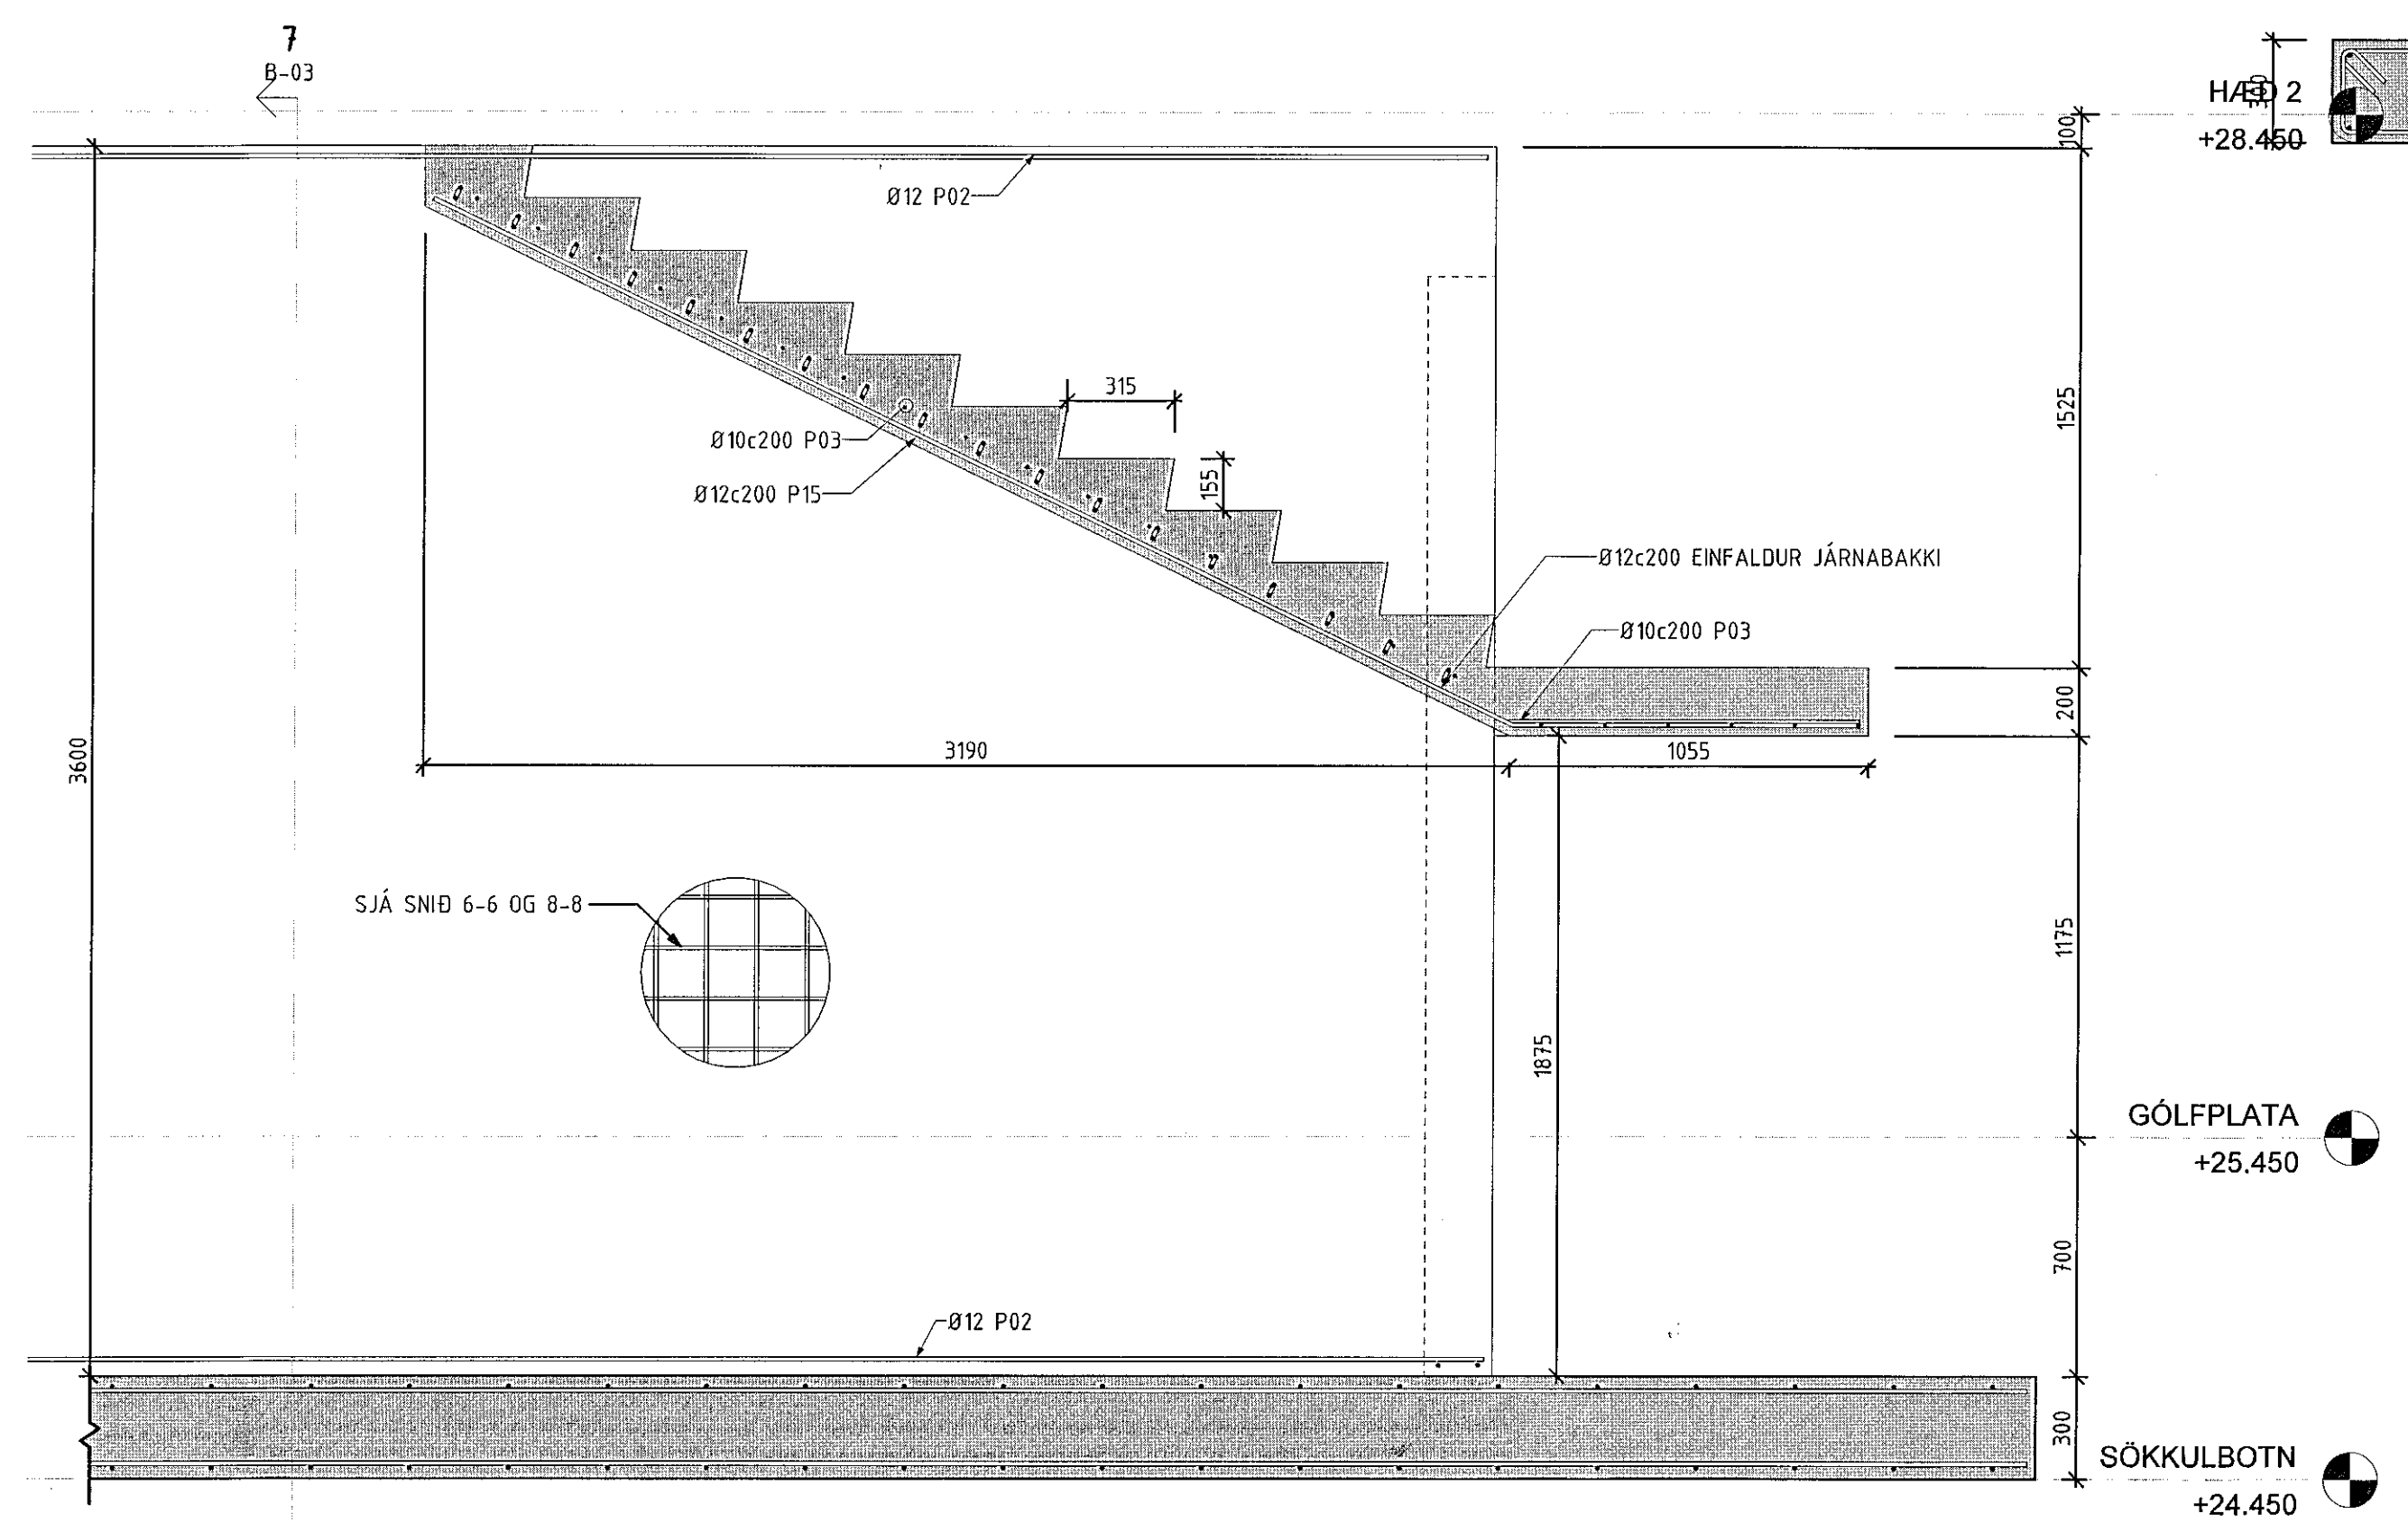 7
B-03
300
HÆÐ 2
+28.450
100
Ø12 P02
315
1525
Ø10c200 P03
155
Ø12c200 P15
Ø12c200 EINFALDUR JÁRNABAKKI
Ø10c200 P03
200
3600
3190
1055
SJÁ SNIÐ 6-6 OG 8-8
1175
1875
GÓLFPLATA
+25.450
700
Ø12 P02
300
SÖKKULBOTN
+24.450